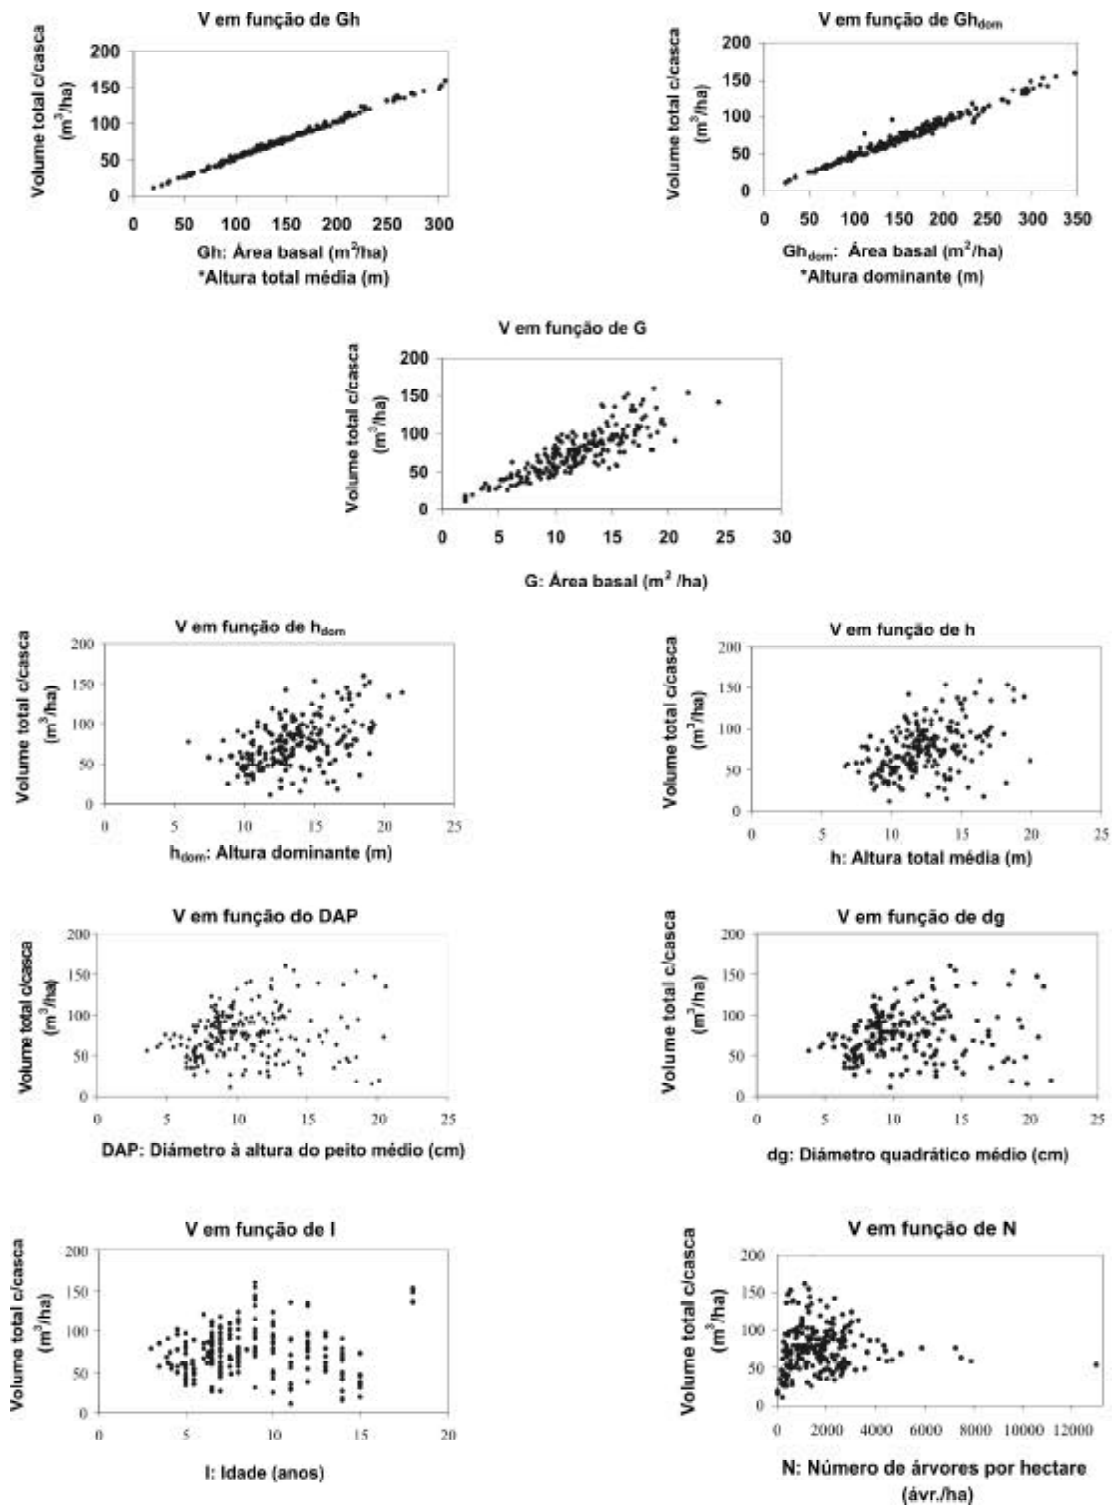 V em função de Gh
Volume total c/casca
(m³/ha)
200
150
100
50
0
0 50 100 150 200 250 300
Gh: Área basal (m²/ha)
*Altura total média (m)
V em função de Ghdom
Volume total c/casca
(m³/ha)
200
150
100
50
0
0 50 100 150 200 250 300 350
Ghdom: Área basal (m²/ha)
*Altura dominante (m)
V em função de G
Volume total c/casca
(m³/ha)
200
150
100
50
0
0 5 10 15 20 25 30
G: Área basal (m² /ha)
V em função de hdom
Volume total c/casca
(m³/ha)
200
150
100
50
0
0 5 10 15 20 25
hdom: Altura dominante (m)
V em função de h
Volume total c/casca
(m³/ha)
200
150
100
50
0
0 5 10 15 20 25
h: Altura total média (m)
V em função do DAP
Volume total c/casca
(m³/ha)
200
150
100
50
0
0 5 10 15 20 25
DAP: Diâmetro à altura do peito médio (cm)
V em função de dg
Volume total c/casca
(m³/ha)
200
150
100
50
0
0 5 10 15 20 25
dg: Diâmetro quadrático médio (cm)
V em função de I
Volume total c/casca
(m³/ha)
200
150
100
50
0
0 5 10 15 20
I: Idade (anos)
V em função de N
Volume total c/casca
(m³/ha)
200
150
100
50
0
0 2000 4000 6000 8000 10000 12000
N: Número de árvores por hectare
(ávr./ha)